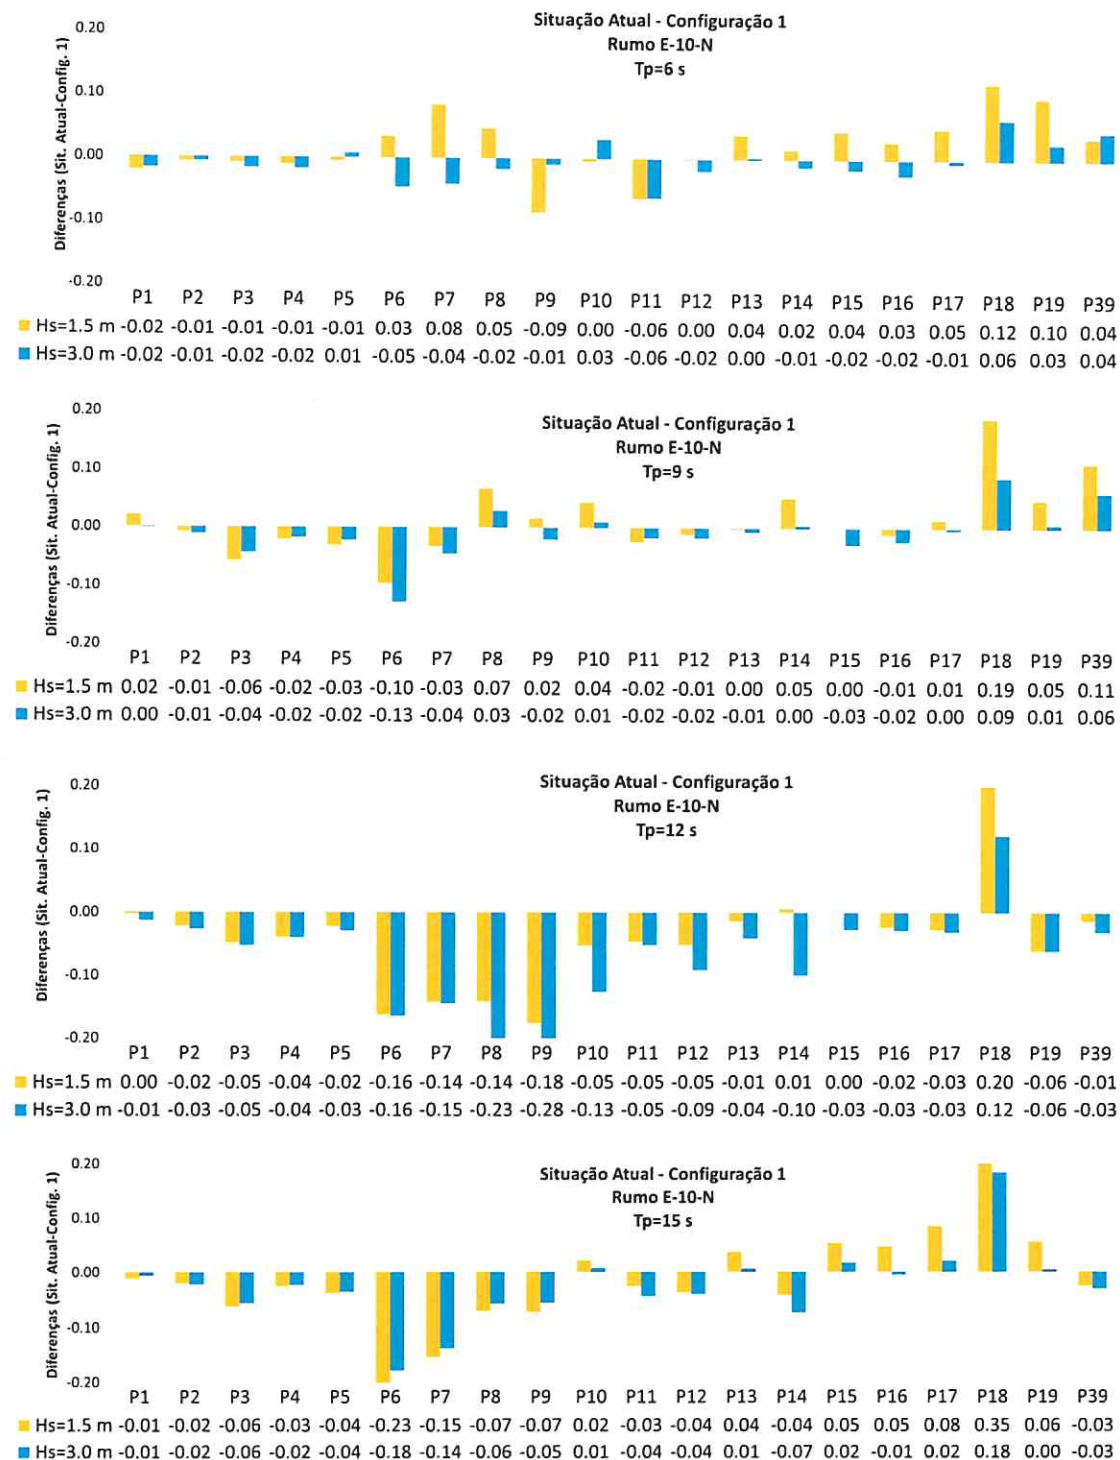 Situação Atual - Configuração 1
Rumo E-10-N
Tp=6 s
Diferenças (Sit. Atual-Config. 1)
0.20
0.10
0.00
-0.10
-0.20
P1 P2 P3 P4 P5 P6 P7 P8 P9 P10 P11 P12 P13 P14 P15 P16 P17 P18 P19 P39
Hs=1.5 m -0.02 -0.01 -0.01 -0.01 -0.01 0.03 0.08 0.05 -0.09 0.00 -0.06 0.00 0.04 0.02 0.04 0.03 0.05 0.12 0.10 0.04
Hs=3.0 m -0.02 -0.01 -0.02 -0.02 0.01 -0.05 -0.04 -0.02 -0.01 0.03 -0.06 -0.02 0.00 -0.01 -0.02 -0.02 -0.01 0.06 0.03 0.04
Situação Atual - Configuração 1
Rumo E-10-N
Tp=9 s
Diferenças (Sit. Atual-Config. 1)
0.20
0.10
0.00
-0.10
-0.20
P1 P2 P3 P4 P5 P6 P7 P8 P9 P10 P11 P12 P13 P14 P15 P16 P17 P18 P19 P39
Hs=1.5 m 0.02 -0.01 -0.06 -0.02 -0.03 -0.10 -0.03 0.07 0.02 0.04 -0.02 -0.01 0.00 0.05 0.00 -0.01 0.01 0.19 0.05 0.11
Hs=3.0 m 0.00 -0.01 -0.04 -0.02 -0.02 -0.13 -0.04 0.03 -0.02 0.01 -0.02 -0.02 -0.01 0.00 -0.03 -0.02 0.00 0.09 0.01 0.06
Situação Atual - Configuração 1
Rumo E-10-N
Tp=12 s
Diferenças (Sit. Atual-Config. 1)
0.20
0.10
0.00
-0.10
-0.20
P1 P2 P3 P4 P5 P6 P7 P8 P9 P10 P11 P12 P13 P14 P15 P16 P17 P18 P19 P39
Hs=1.5 m 0.00 -0.02 -0.05 -0.04 -0.02 -0.16 -0.14 -0.14 -0.18 -0.05 -0.05 -0.05 -0.01 0.01 0.00 -0.02 -0.03 0.20 -0.06 -0.01
Hs=3.0 m -0.01 -0.03 -0.05 -0.04 -0.03 -0.16 -0.15 -0.23 -0.28 -0.13 -0.05 -0.09 -0.04 -0.10 -0.03 -0.03 -0.03 0.12 -0.06 -0.03
Situação Atual - Configuração 1
Rumo E-10-N
Tp=15 s
Diferenças (Sit. Atual-Config. 1)
0.20
0.10
0.00
-0.10
-0.20
P1 P2 P3 P4 P5 P6 P7 P8 P9 P10 P11 P12 P13 P14 P15 P16 P17 P18 P19 P39
Hs=1.5 m -0.01 -0.02 -0.06 -0.03 -0.04 -0.23 -0.15 -0.07 -0.07 0.02 -0.03 -0.04 0.04 -0.04 0.05 0.05 0.08 0.35 0.06 -0.03
Hs=3.0 m -0.01 -0.02 -0.06 -0.02 -0.04 -0.18 -0.14 -0.06 -0.05 0.01 -0.04 -0.04 0.01 -0.07 0.02 -0.01 0.02 0.18 0.00 -0.03